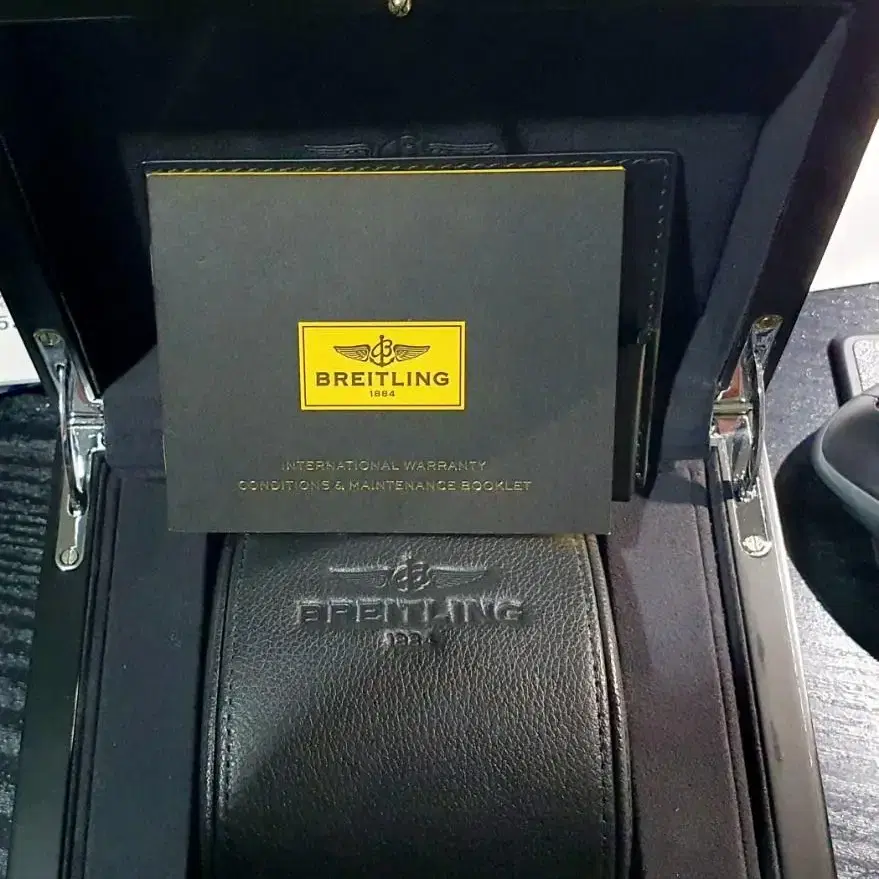 BREITLING
1884
INTERNATIONAL WARRANTY
CONDITIONS & MAINTENANCE BOOKLET
BREITLING
1884